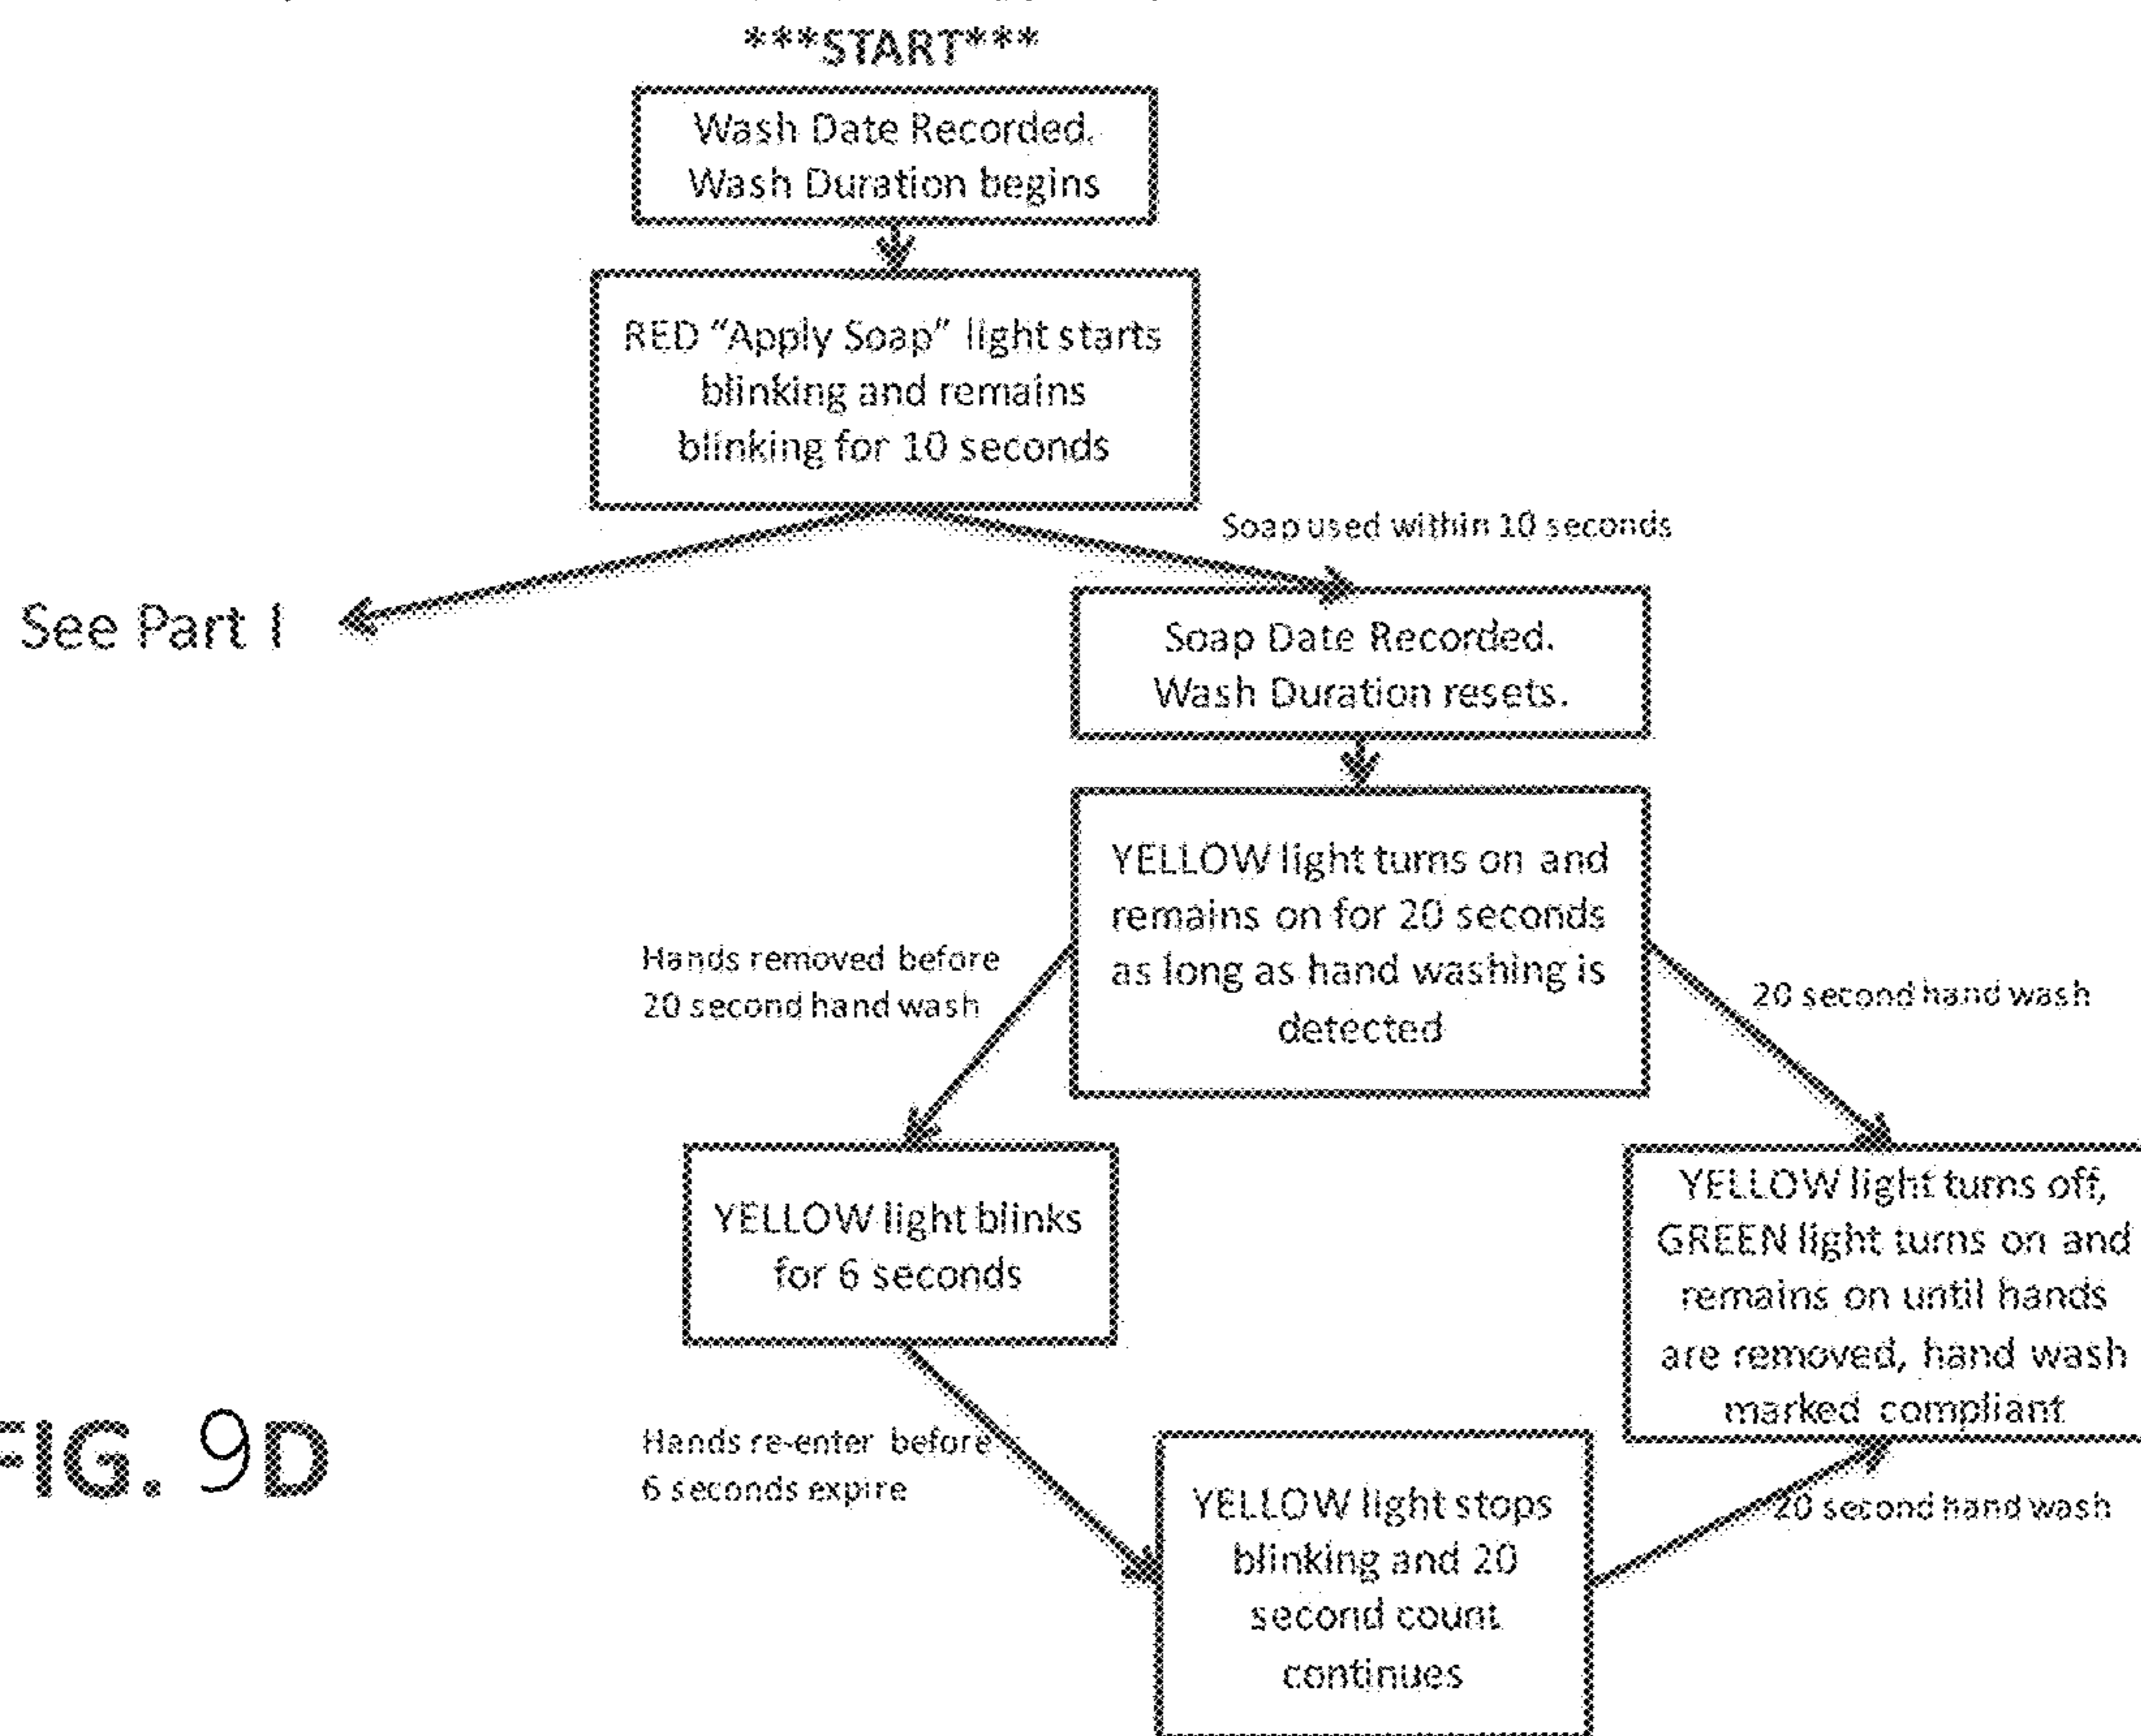 ***START***
Wash Date Recorded.
Wash Duration begins
RED “Apply Soap” light starts
blinking and remains
blinking for 10 seconds
Soap used within 10 seconds
See Part I
Soap Date Recorded.
Wash Duration resets.
YELLOW light turns on and
remains on for 20 seconds
as long as hand washing is
detected
Hands removed before
20 second hand wash
20 second hand wash
YELLOW light blinks
for 6 seconds
YELLOW light turns off,
GREEN light turns on and
remains on until hands
are removed, hand wash
marked compliant
Hands re-enter before
6 seconds expire
YELLOW light stops
blinking and 20
second count
continues
20 second hand wash
FIG. 9D